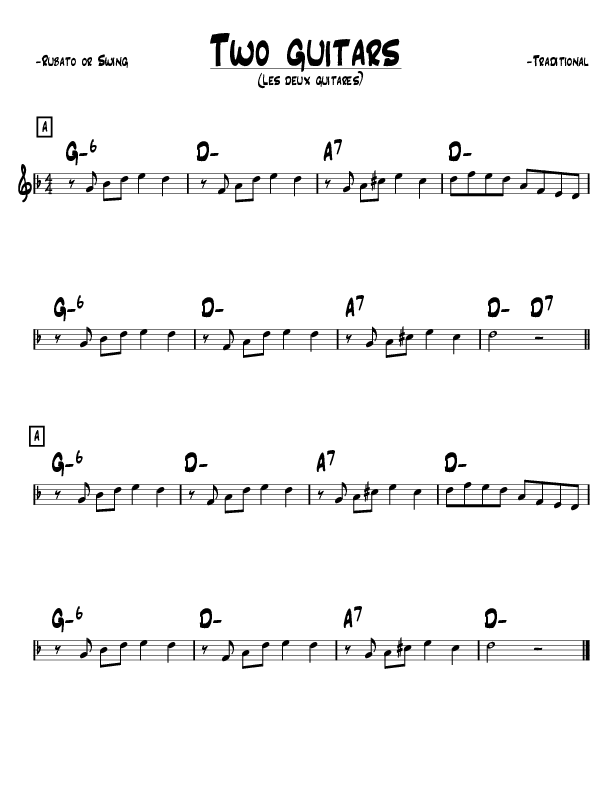 Two guitars
-Rubato or Swing
(Les deux guitares)
-Traditional
A
G-6 D- A7 D-
4
4
G-6 D- A7 D- D7
A
G-6 D- A7 D-
G-6 D- A7 D-